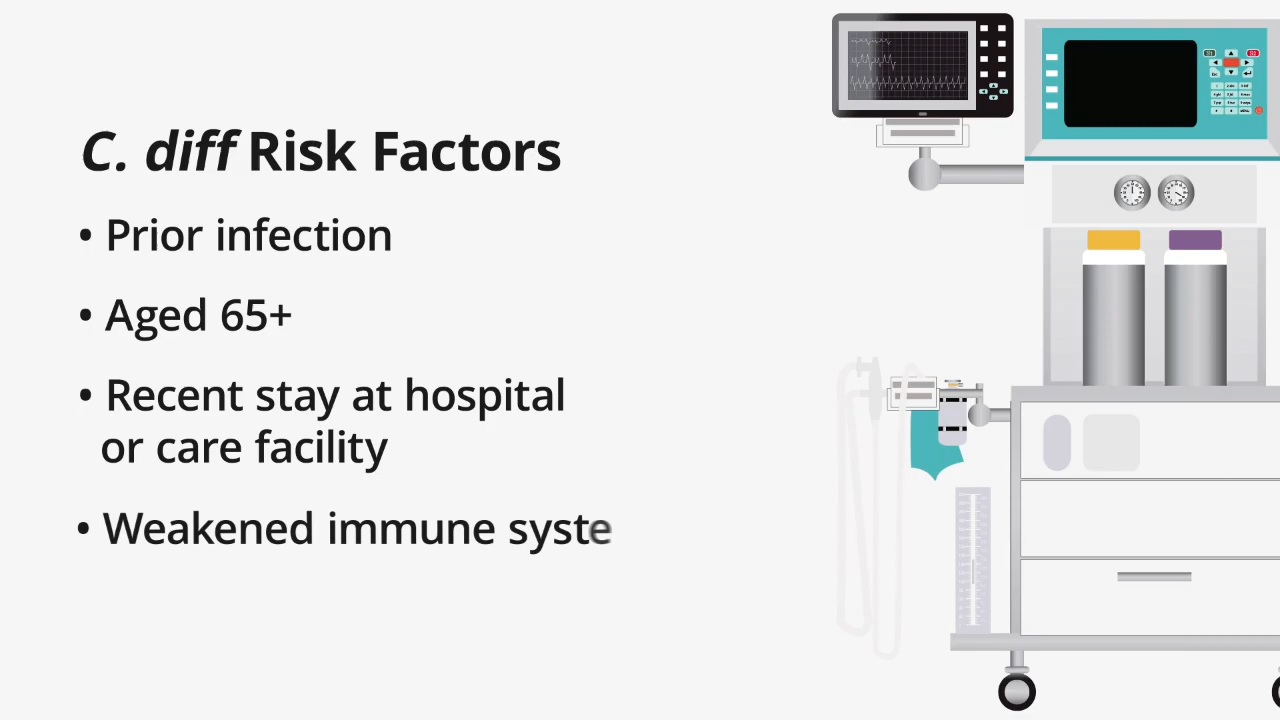 C. diff Risk Factors
• Prior infection
• Aged 65+
• Recent stay at hospital
or care facility
• Weakened immune syste